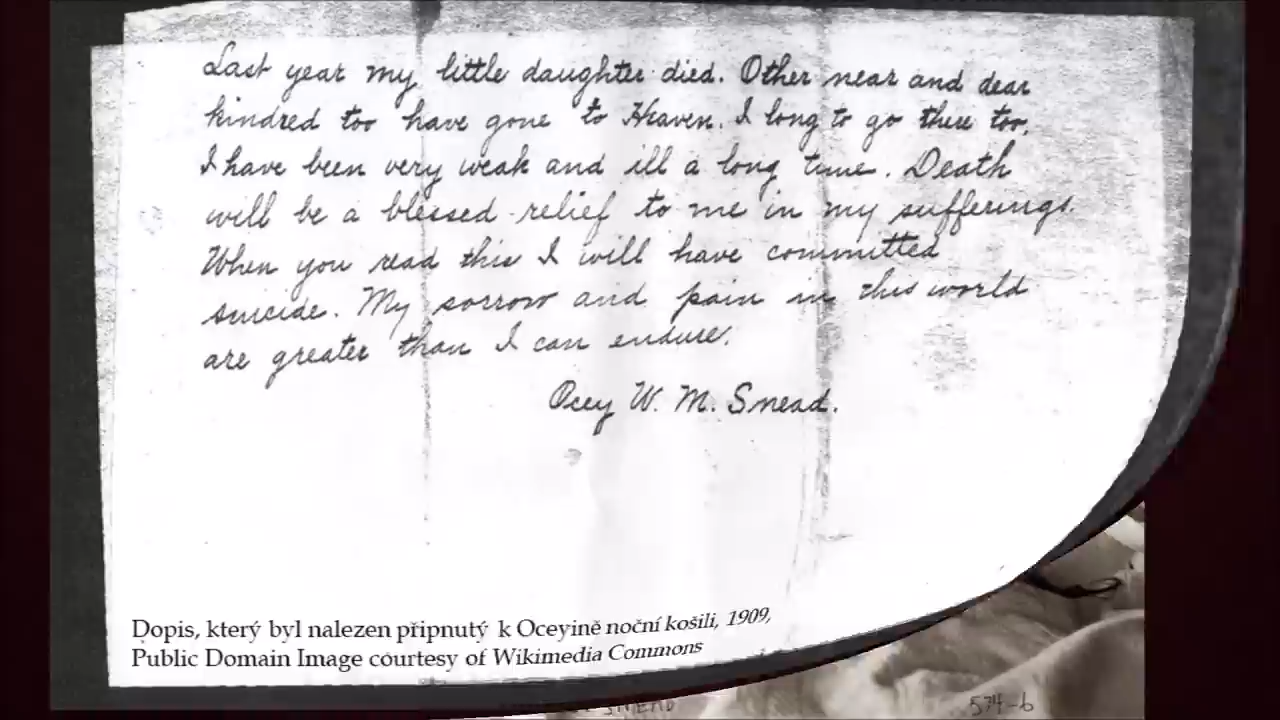 Last year my little daughter died. Other near and dear
kindred too have gone to Heaven. I long to go there too.
I have been very weak and ill a long time. Death
will be a blessed relief to me in my sufferings.
When you read this I will have committed
suicide. My sorrow and pain in this world
are greater than I can endure.
Ocey W. M. Snead.
Dopis, který byl nalezen připnutý k Oceyině noční košili, 1909,
Public Domain Image courtesy of Wikimedia Commons
SNEAD
574-b